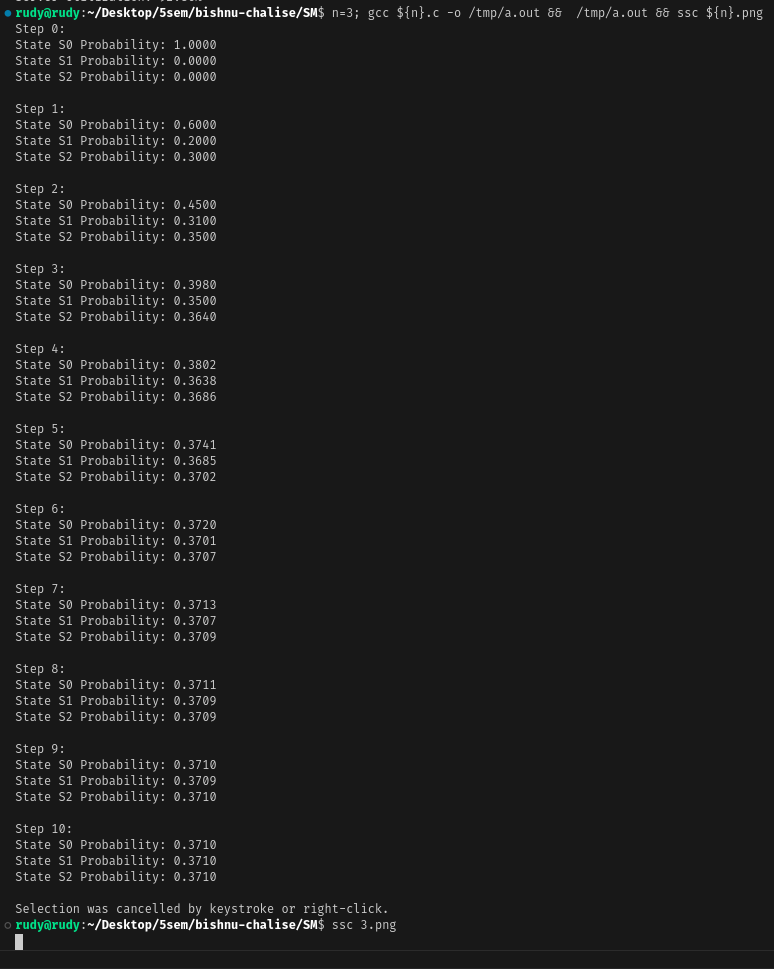 rudy@rudy:~/Desktop/5sem/bishnu-chalise/SM$ n=3; gcc ${n}.c -o /tmp/a.out &&  /tmp/a.out && ssc ${n}.png
Step 0:
State S0 Probability: 1.0000
State S1 Probability: 0.0000
State S2 Probability: 0.0000

Step 1:
State S0 Probability: 0.6000
State S1 Probability: 0.2000
State S2 Probability: 0.3000

Step 2:
State S0 Probability: 0.4500
State S1 Probability: 0.3100
State S2 Probability: 0.3500

Step 3:
State S0 Probability: 0.3980
State S1 Probability: 0.3500
State S2 Probability: 0.3640

Step 4:
State S0 Probability: 0.3802
State S1 Probability: 0.3638
State S2 Probability: 0.3686

Step 5:
State S0 Probability: 0.3741
State S1 Probability: 0.3685
State S2 Probability: 0.3702

Step 6:
State S0 Probability: 0.3720
State S1 Probability: 0.3701
State S2 Probability: 0.3707

Step 7:
State S0 Probability: 0.3713
State S1 Probability: 0.3707
State S2 Probability: 0.3709

Step 8:
State S0 Probability: 0.3711
State S1 Probability: 0.3709
State S2 Probability: 0.3709

Step 9:
State S0 Probability: 0.3710
State S1 Probability: 0.3709
State S2 Probability: 0.3710

Step 10:
State S0 Probability: 0.3710
State S1 Probability: 0.3710
State S2 Probability: 0.3710

Selection was cancelled by keystroke or right-click.
rudy@rudy:~/Desktop/5sem/bishnu-chalise/SM$ ssc 3.png